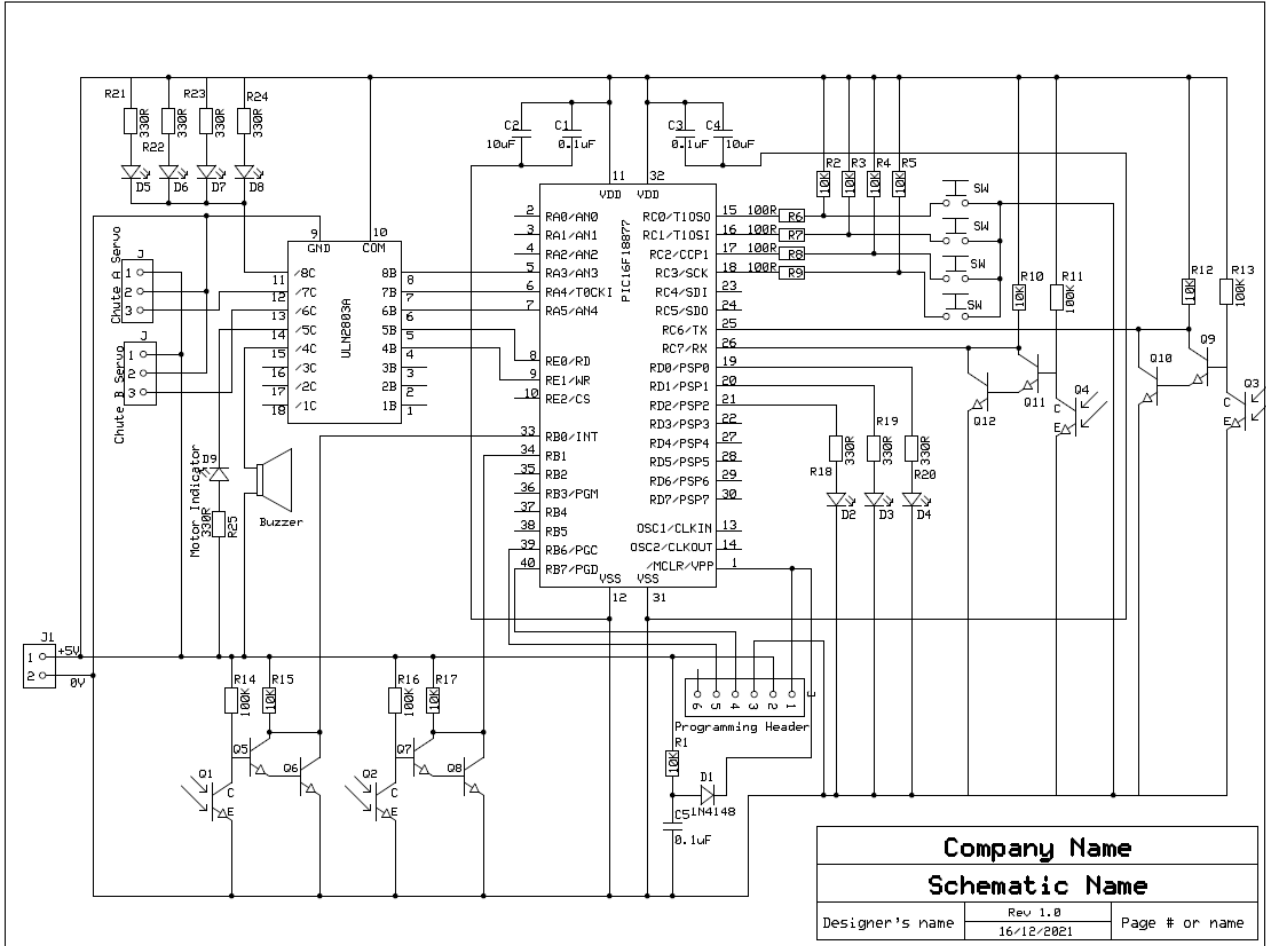 R21
R23
R24
330R
330R
330R
330R
R22
D5
D6
D7
D8
C2
10uF
C1
0.1uF
C3
0.1uF
C4
10uF
R2
R3
R4
R5
10K
10K
10K
10K
11
32
VDD
VDD
PIC16F18877
2
RA0/AN0
3
RA1/AN1
4
RA2/AN2
5
RA3/AN3
6
RA4/T0CKI
7
RA5/AN4
8
RE0/RD
9
RE1/WR
10
RE2/CS
33
RB0/INT
34
RB1
35
RB2
36
RB3/PGM
37
RB4
38
RB5
39
RB6/PGC
40
RB7/PGD
VSS
VSS
12
31
RC0/T1OSO
15
100R
R6
RC1/T1OSI
16
100R
R7
RC2/CCP1
17
100R
R8
RC3/SCK
18
100R
R9
RC4/SDI
23
RC5/SDO
24
RC6/TX
25
RC7/RX
26
RD0/PSP0
19
RD1/PSP1
20
RD2/PSP2
21
RD3/PSP3
22
RD4/PSP4
27
RD5/PSP5
28
RD6/PSP6
29
RD7/PSP7
30
OSC1/CLKIN
13
OSC2/CLKOUT
14
/MCLR/VPP
1
SW
SW
SW
SW
R10
R11
10K
100K
R12
R13
10K
100K
Q9
Q10
Q11
Q12
Q4
C
E
Q3
C
E
R19
R18
R20
330R
330R
330R
D2
D3
D4
9
10
GND
COM
ULN2803A
/8C
11
/7C
12
/6C
13
/5C
14
/4C
15
/3C
16
/2C
17
/1C
18
8B
8
7B
7
6B
6
5B
5
4B
4
3B
3
2B
2
1B
1
Chute A Servo
J
1
2
3
Chute B Servo
J
1
2
3
Motor Indicator
D9
330R
R25
Buzzer
J1
1
+5V
2
0V
R14
100K
R15
10K
R16
100K
R17
10K
Q5
Q6
Q1
C
E
Q7
Q8
Q2
C
E
R1
10K
D1
1N4148
C5
0.1uF
J
6
5
4
3
2
1
Programming Header
Company Name
Schematic Name
Designer's name
Rev 1.0
16/12/2021
Page # or name